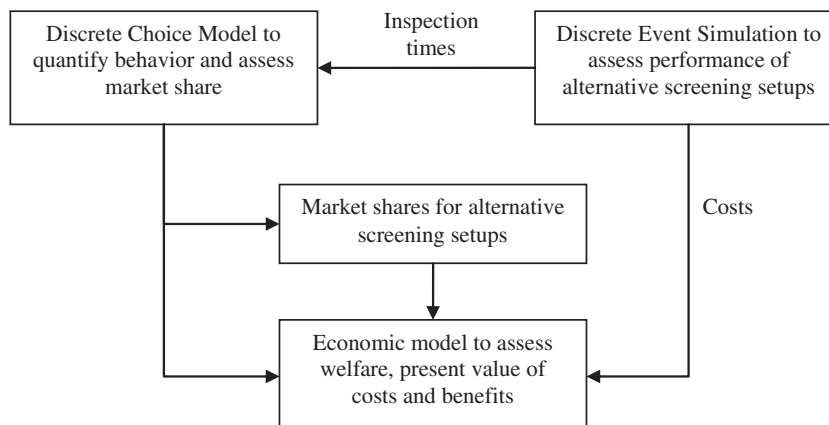 Discrete Choice Model to
quantify behavior and assess
market share
Inspection
times
Discrete Event Simulation to
assess performance of
alternative screening setups
Market shares for alternative
screening setups
Costs
Economic model to assess
welfare, present value of
costs and benefits